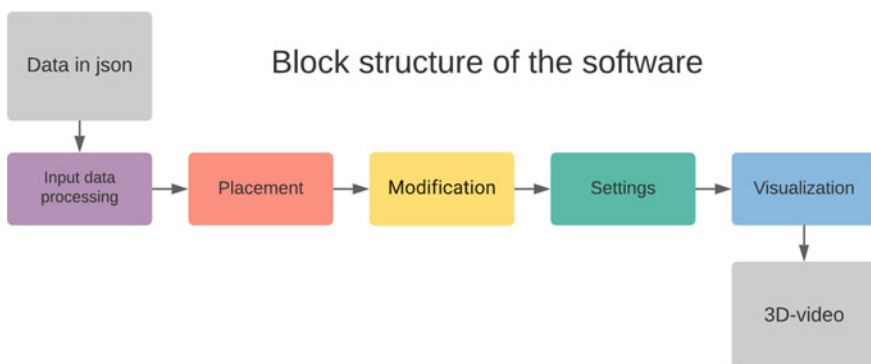 Data in json
Block structure of the software
Input data
processing
Placement
Modification
Settings
Visualization
3D-video